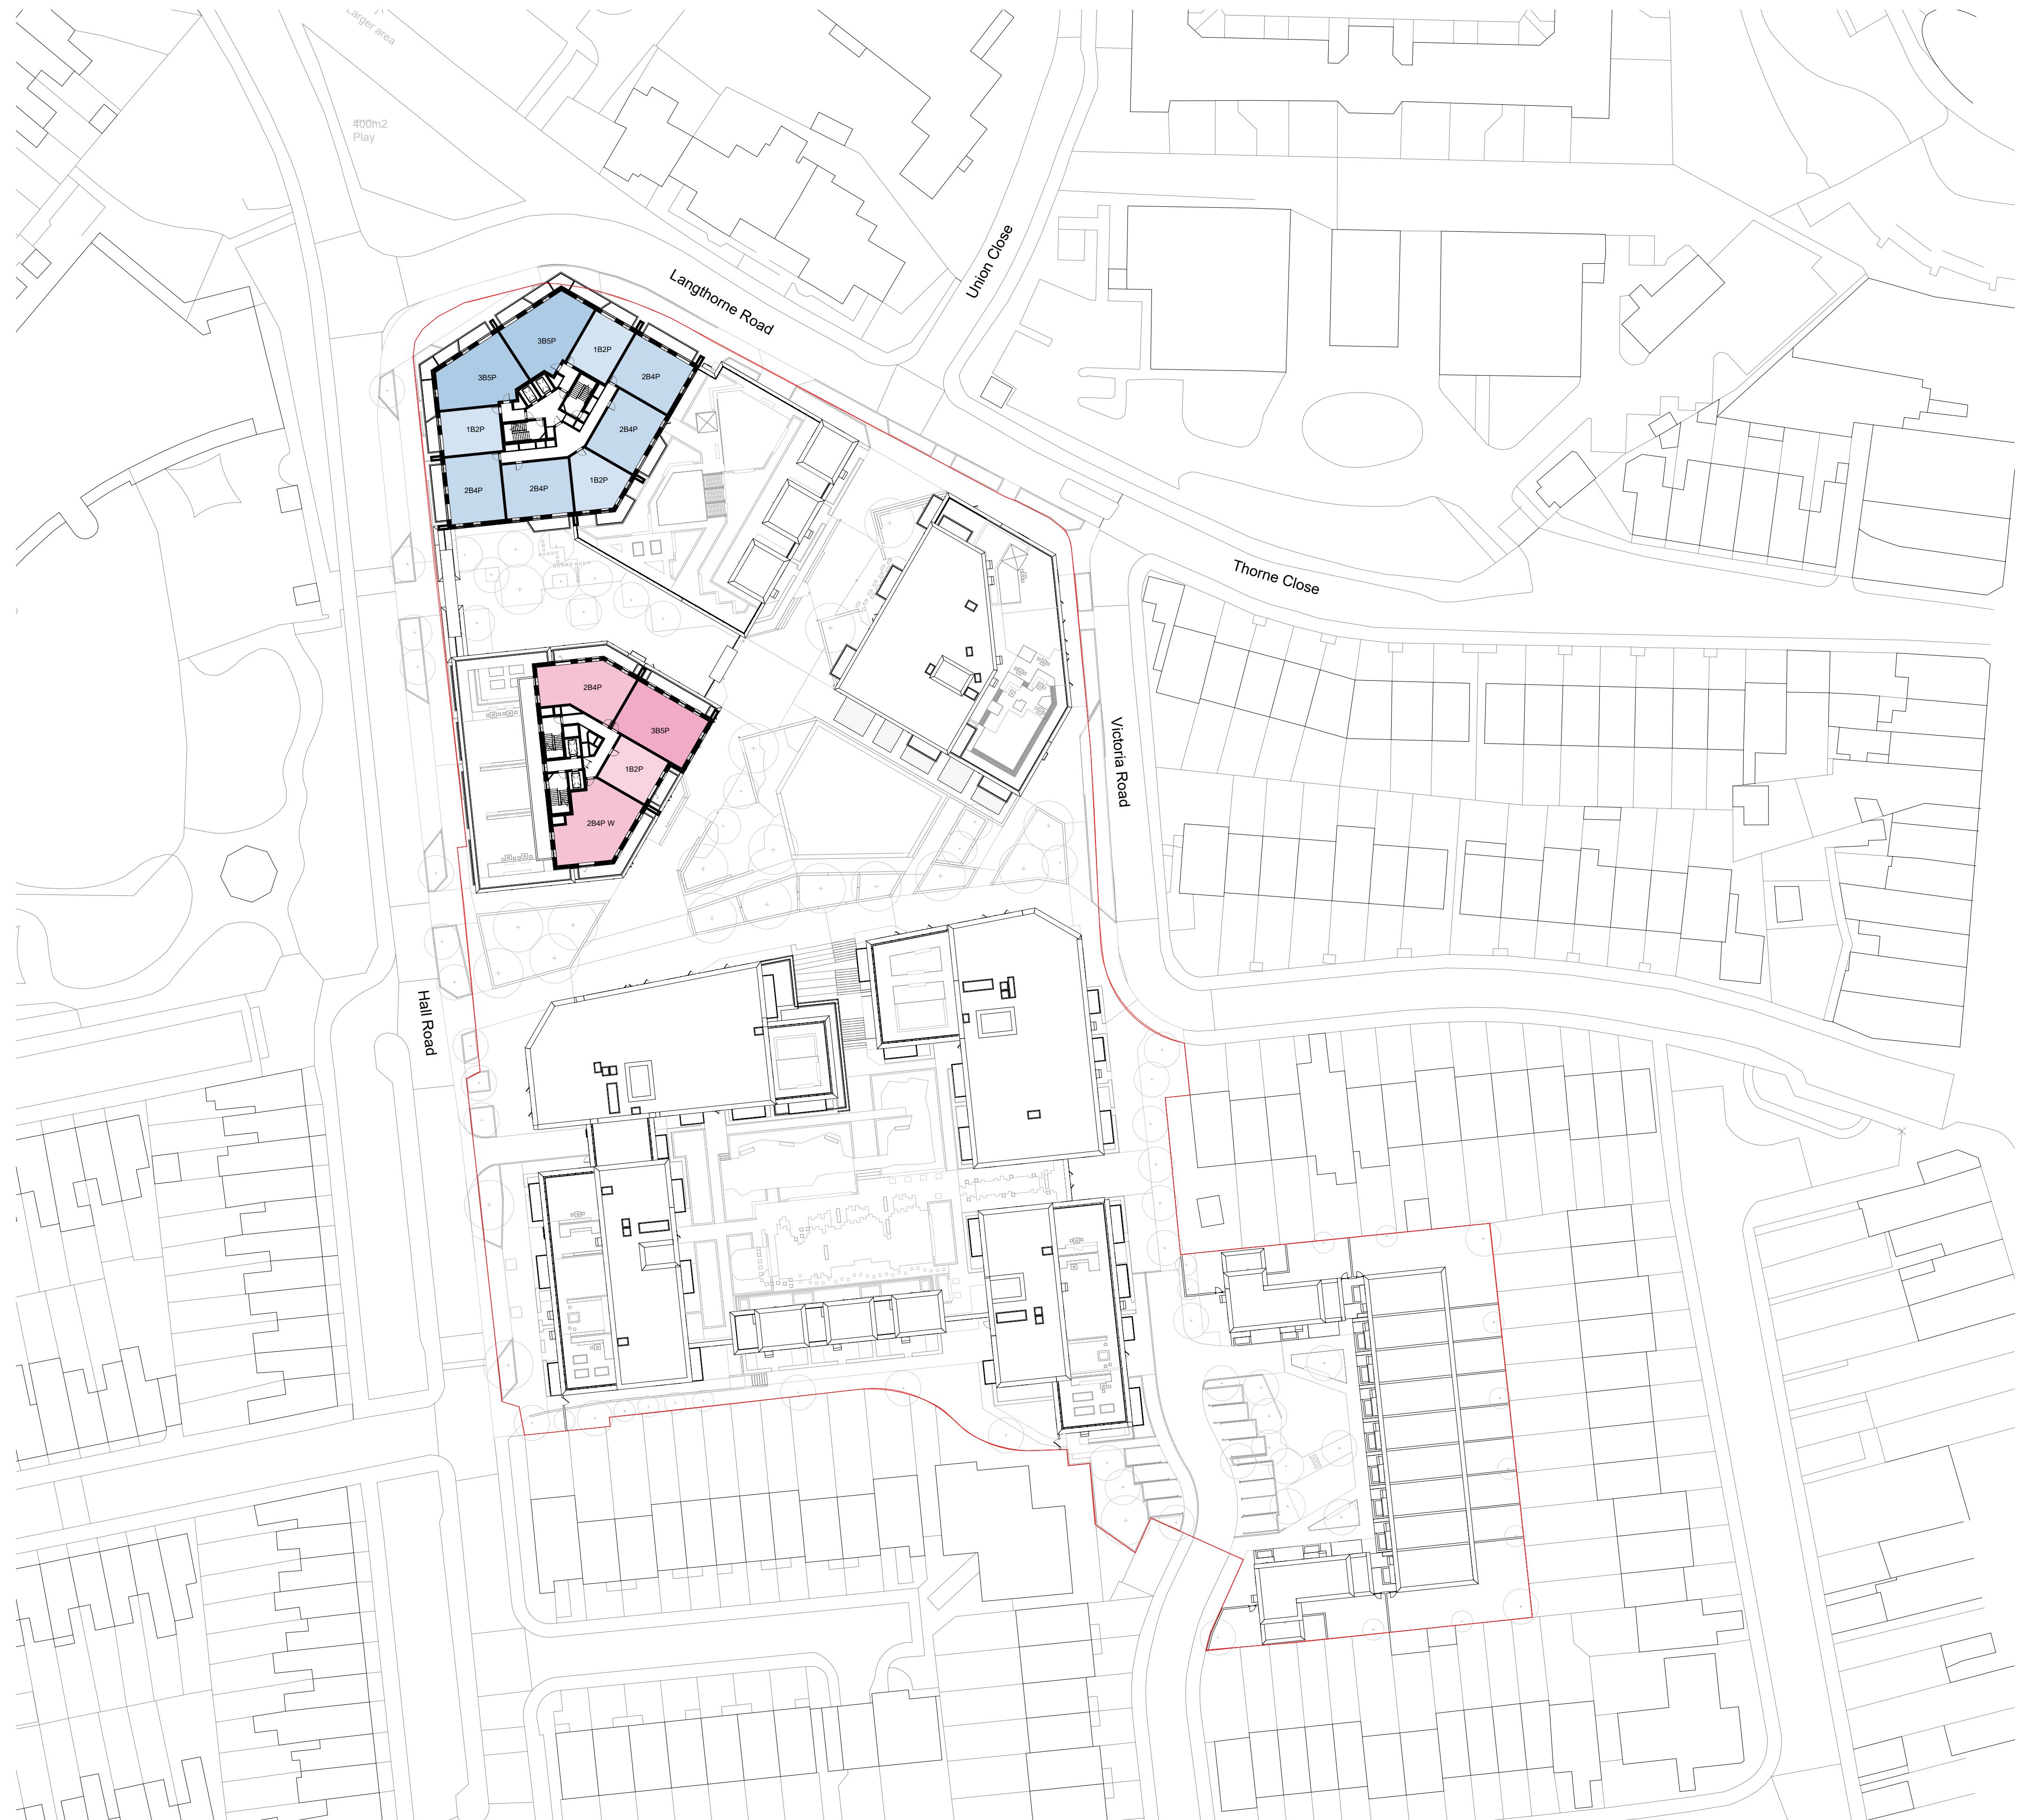 Larger area
400m2
Play
Union Close
Langthorne Road
3B5P
1B2P
2B4P
3B5P
1B2P
2B4P
2B4P
2B4P
1B2P
Thorne Close
2B4P
3B5P
1B2P
2B4P W
Victoria Road
Hall Road